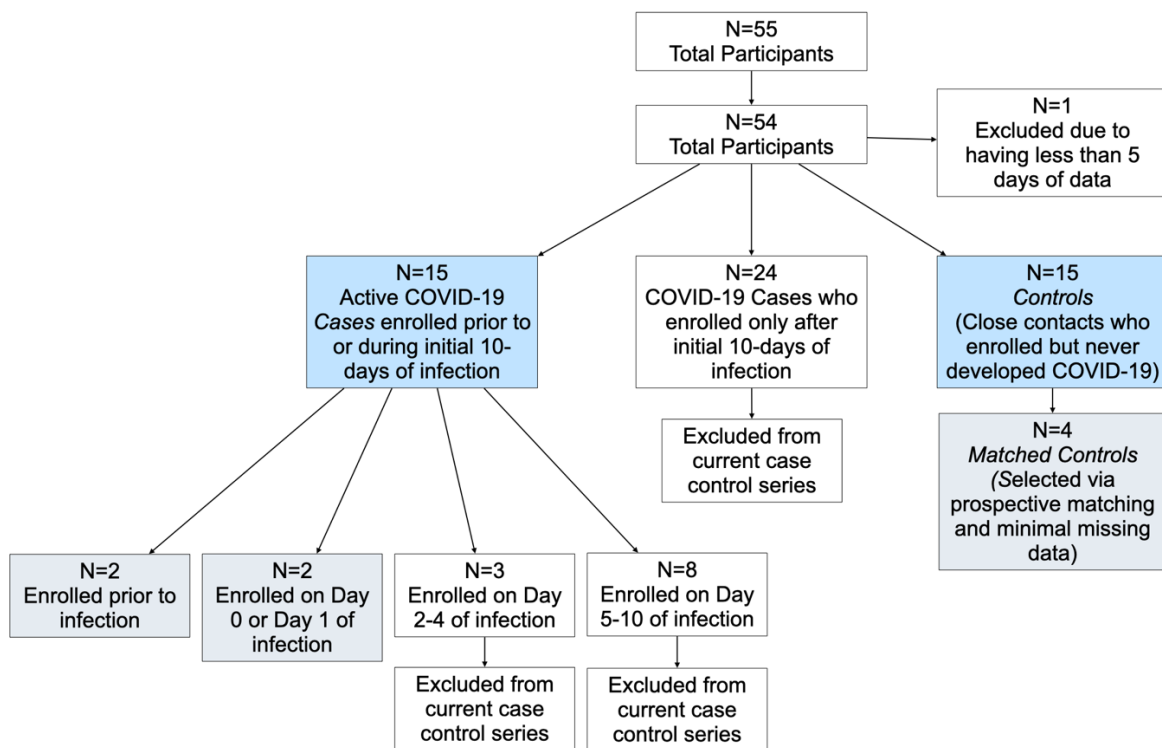 N=55
Total Participants
N=54
Total Participants
N=1
Excluded due to
having less than 5
days of data
N=15
Active COVID-19
Cases enrolled prior to
or during initial 10-
days of infection
N=24
COVID-19 Cases who
enrolled only after
initial 10-days of
infection
N=15
Controls
(Close contacts who
enrolled but never
developed COVID-19)
Excluded from
current case
control series
N=4
Matched Controls
(Selected via
prospective matching
and minimal missing
data)
N=2
Enrolled prior to
infection
N=2
Enrolled on Day
0 or Day 1 of
infection
N=3
Enrolled on Day
2-4 of infection
N=8
Enrolled on Day
5-10 of infection
Excluded from
current case
control series
Excluded from
current case
control series